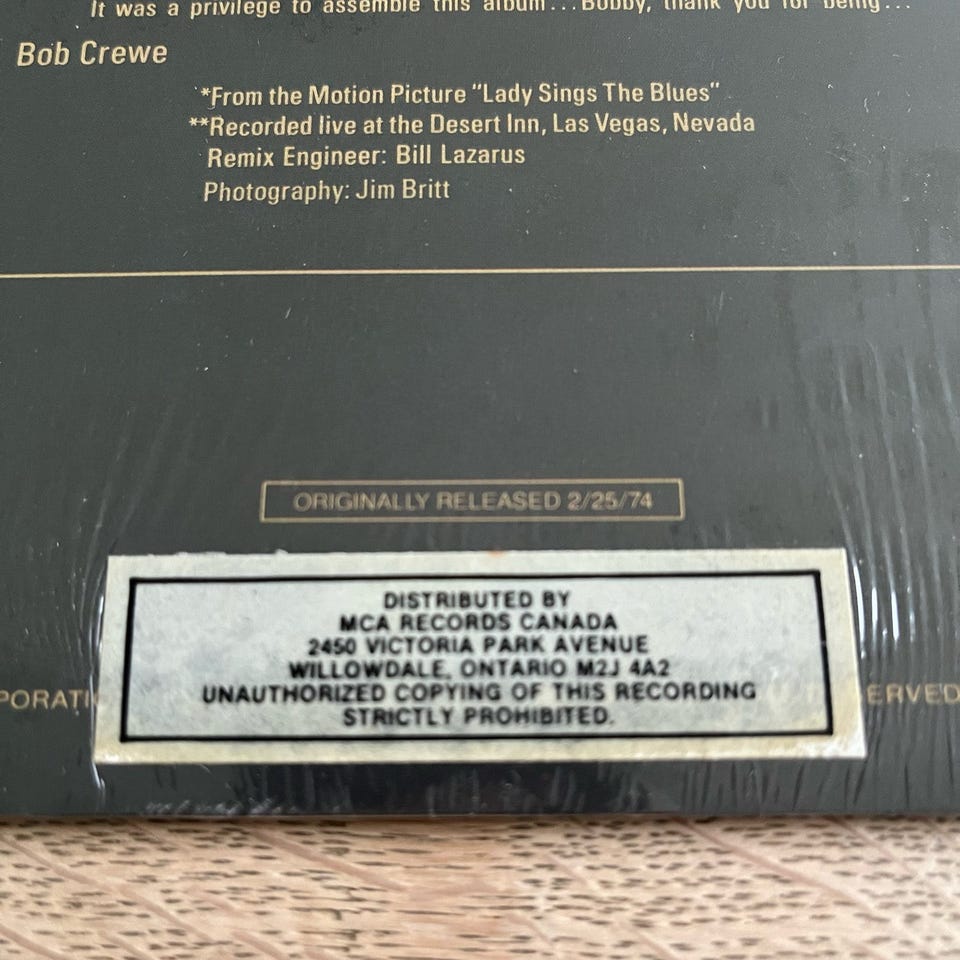 It was a privilege to assemble this album...Bobby, thank you for being...
Bob Crewe
*From the Motion Picture "Lady Sings The Blues"
**Recorded live at the Desert Inn, Las Vegas, Nevada
Remix Engineer: Bill Lazarus
Photography: Jim Britt
ORIGINALLY RELEASED 2/25/74
DISTRIBUTED BY
MCA RECORDS CANADA
2450 VICTORIA PARK AVENUE
WILLOWDALE, ONTARIO M2J 4A2
PORATI ERVED
UNAUTHORIZED COPYING OF THIS RECORDING
STRICTLY PROHIBITED.